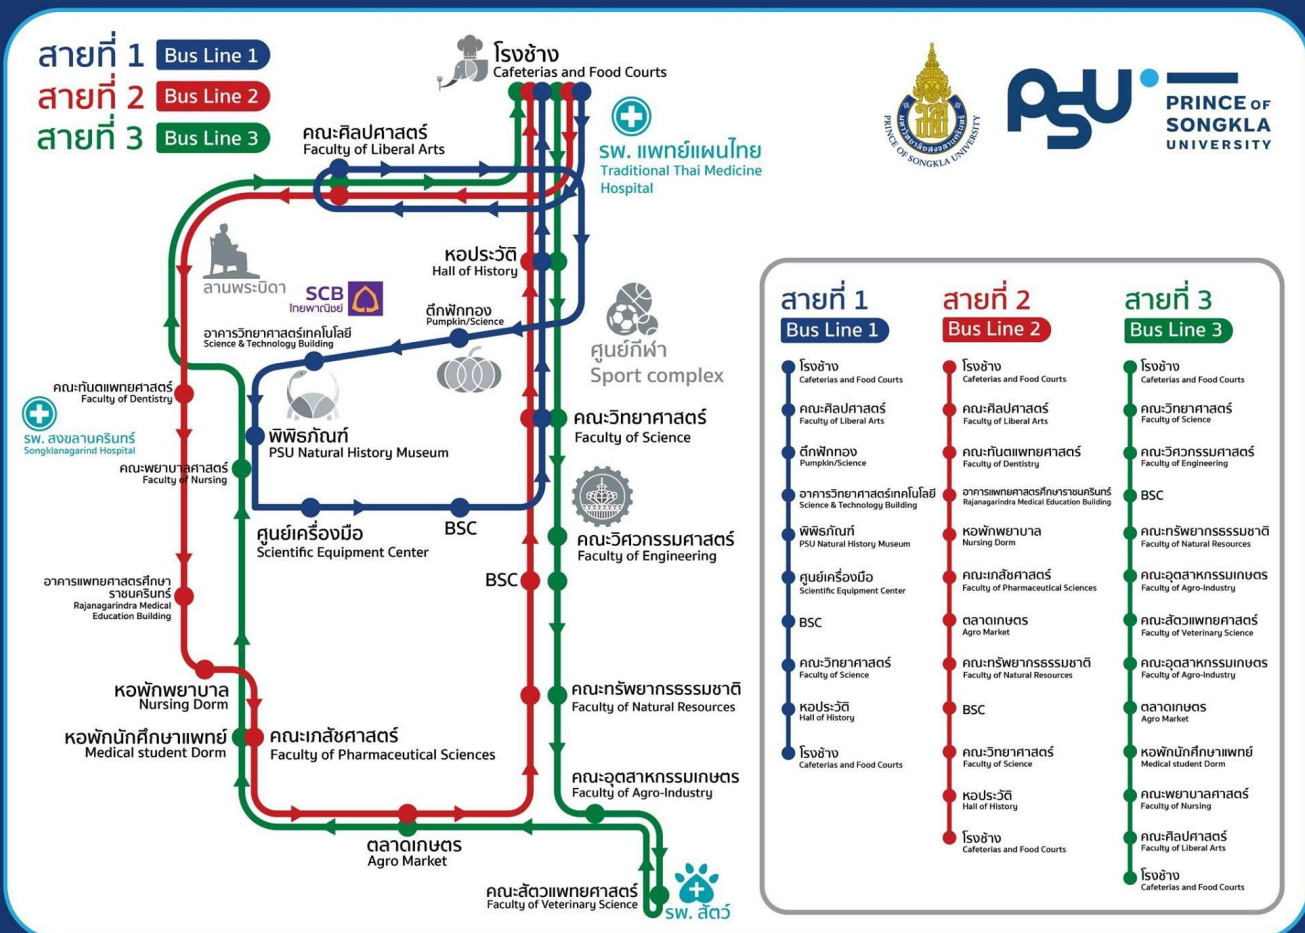 สายที่ 1 Bus Line 1
สายที่ 2 Bus Line 2
สายที่ 3 Bus Line 3
โรงช้าง
Cafeterias and Food Courts
คณะศิลปศาสตร์
Faculty of Liberal Arts
รพ. แพทย์แผนไทย
Traditional Thai Medicine
Hospital
PRINCE OF SONGKLA UNIVERSITY
PSU
PRINCE OF
SONGKLA
UNIVERSITY
หอประวัติ
Hall of History
ลานพระบิดา
SCB
ไทยพาณิชย์
ตึกฟักทอง
Pumpkin/Science
อาคารวิทยาศาสตร์เทคโนโลยี
Science & Technology Building
ศูนย์กีฬา
Sport complex
คณะทันตแพทยศาสตร์
Faculty of Dentistry
รพ. สงขลานครินทร์
Songklanagarind Hospital
คณะพยาบาลศาสตร์
Faculty of Nursing
พิพิธภัณฑ์
PSU Natural History Museum
คณะวิทยาศาสตร์
Faculty of Science
ศูนย์เครื่องมือ
Scientific Equipment Center
BSC
คณะวิศวกรรมศาสตร์
Faculty of Engineering
BSC
อาคารแพทยศาสตรศึกษา
ราชนครินทร์
Rajanagarindra Medical
Education Building
หอพักพยาบาล
Nursing Dorm
คณะทรัพยากรธรรมชาติ
Faculty of Natural Resources
หอพักนักศึกษาแพทย์
Medical student Dorm
คณะเภสัชศาสตร์
Faculty of Pharmaceutical Sciences
คณะอุตสาหกรรมเกษตร
Faculty of Agro-Industry
ตลาดเกษตร
Agro Market
คณะสัตวแพทยศาสตร์
Faculty of Veterinary Science
รพ. สัตว์
สายที่ 1
Bus Line 1
โรงช้าง
Cafeterias and Food Courts
คณะศิลปศาสตร์
Faculty of Liberal Arts
ตึกฟักทอง
Pumpkin/Science
อาคารวิทยาศาสตร์เทคโนโลยี
Science & Technology Building
พิพิธภัณฑ์
PSU Natural History Museum
ศูนย์เครื่องมือ
Scientific Equipment Center
BSC
คณะวิทยาศาสตร์
Faculty of Science
หอประวัติ
Hall of History
โรงช้าง
Cafeterias and Food Courts
สายที่ 2
Bus Line 2
โรงช้าง
Cafeterias and Food Courts
คณะศิลปศาสตร์
Faculty of Liberal Arts
คณะทันตแพทยศาสตร์
Faculty of Dentistry
อาคารแพทยศาสตรศึกษาราชนครินทร์
Rajanagarindra Medical Education Building
หอพักพยาบาล
Nursing Dorm
คณะเภสัชศาสตร์
Faculty of Pharmaceutical Sciences
ตลาดเกษตร
Agro Market
คณะทรัพยากรธรรมชาติ
Faculty of Natural Resources
BSC
คณะวิทยาศาสตร์
Faculty of Science
หอประวัติ
Hall of History
โรงช้าง
Cafeterias and Food Courts
สายที่ 3
Bus Line 3
โรงช้าง
Cafeterias and Food Courts
คณะวิทยาศาสตร์
Faculty of Science
คณะวิศวกรรมศาสตร์
Faculty of Engineering
BSC
คณะทรัพยากรธรรมชาติ
Faculty of Natural Resources
คณะอุตสาหกรรมเกษตร
Faculty of Agro-Industry
คณะสัตวแพทยศาสตร์
Faculty of Veterinary Science
คณะอุตสาหกรรมเกษตร
Faculty of Agro-Industry
ตลาดเกษตร
Agro Market
หอพักนักศึกษาแพทย์
Medical student Dorm
คณะพยาบาลศาสตร์
Faculty of Nursing
คณะศิลปศาสตร์
Faculty of Liberal Arts
โรงช้าง
Cafeterias and Food Courts